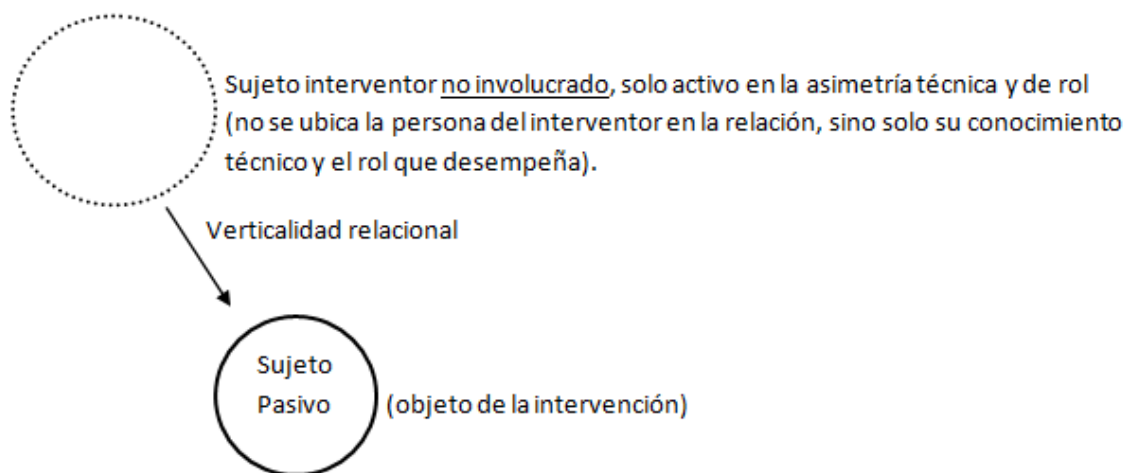 Sujeto interventor no involucrado, solo activo en la asimetría técnica y de rol
(no se ubica la persona del interventor en la relación, sino solo su conocimiento
técnico y el rol que desempeña).
Verticalidad relacional
Sujeto
Pasivo
(objeto de la intervención)